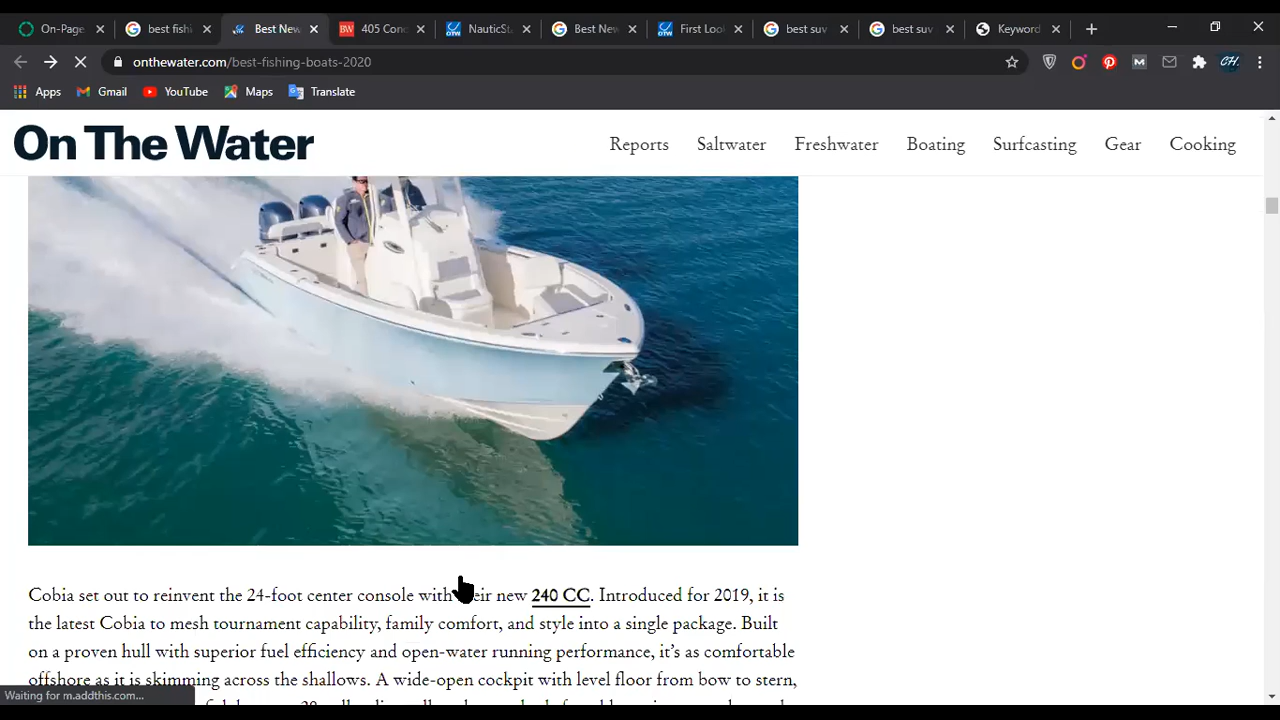 On-Page
best fishi
Best New
405 Conc
NauticSt
Best New
First Loo
best suv
best suv
Keyword
onthewater.com/best-fishing-boats-2020
Apps
Gmail
YouTube
Maps
Translate
On The Water
Reports
Saltwater
Freshwater
Boating
Surfcasting
Gear
Cooking
Cobia set out to reinvent the 24-foot center console with their new 240 CC. Introduced for 2019, it is
the latest Cobia to mesh tournament capability, family comfort, and style into a single package. Built
on a proven hull with superior fuel efficiency and open-water running performance, it's as comfortable
offshore as it is skimming across the shallows. A wide-open cockpit with level floor from bow to stern,
Waiting for m.addthis.com...